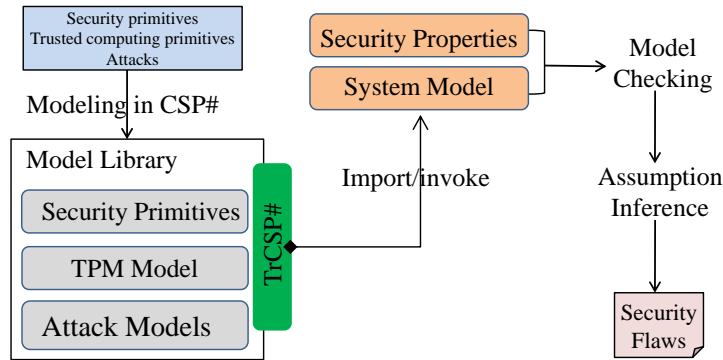 Security primitives
Trusted computing primitives
Attacks
Modeling in CSP#
Model Library
Security Primitives
TPM Model
Attack Models
TrCSP#
Import/invoke
Security Properties
System Model
Model
Checking
Assumption
Inference
Security
Flaws